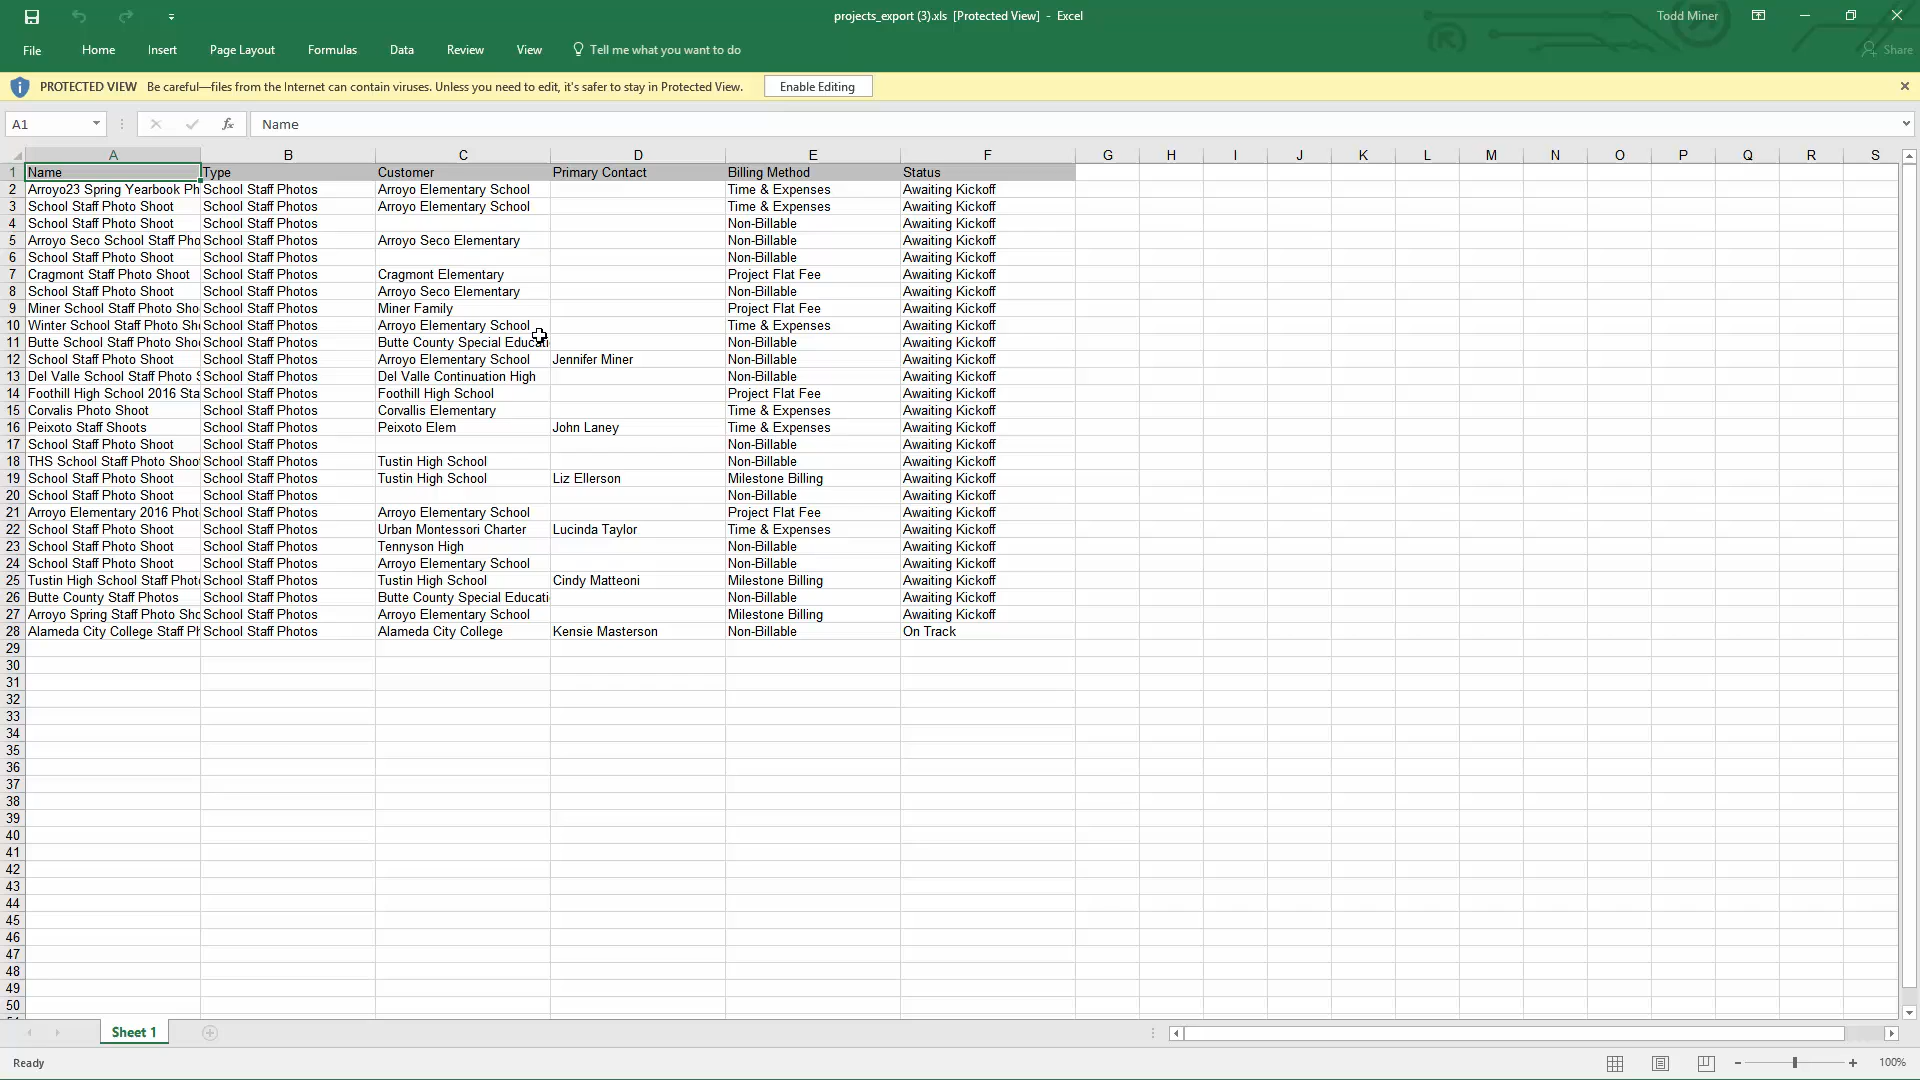 projects_export (3).xls [Protected View] - Excel
Todd Miner
File Home Insert Page Layout Formulas Data Review View Tell me what you want to do Share
PROTECTED VIEW Be careful—files from the Internet can contain viruses. Unless you need to edit, it's safer to stay in Protected View. Enable Editing
A1 fx Name
A B C D E F G H I J K L M N O P Q R S
1 Name Type Customer Primary Contact Billing Method Status
2 Arroyo23 Spring Yearbook Ph School Staff Photos Arroyo Elementary School Time & Expenses Awaiting Kickoff
3 School Staff Photo Shoot School Staff Photos Arroyo Elementary School Time & Expenses Awaiting Kickoff
4 School Staff Photo Shoot School Staff Photos Non-Billable Awaiting Kickoff
5 Arroyo Seco School Staff Pho School Staff Photos Arroyo Seco Elementary Non-Billable Awaiting Kickoff
6 School Staff Photo Shoot School Staff Photos Non-Billable Awaiting Kickoff
7 Cragmont Staff Photo Shoot School Staff Photos Cragmont Elementary Project Flat Fee Awaiting Kickoff
8 School Staff Photo Shoot School Staff Photos Arroyo Seco Elementary Non-Billable Awaiting Kickoff
9 Miner School Staff Photo Sho School Staff Photos Miner Family Project Flat Fee Awaiting Kickoff
10 Winter School Staff Photo Sh School Staff Photos Arroyo Elementary School Time & Expenses Awaiting Kickoff
11 Butte School Staff Photo Shoo School Staff Photos Butte County Special Educati Non-Billable Awaiting Kickoff
12 School Staff Photo Shoot School Staff Photos Arroyo Elementary School Jennifer Miner Non-Billable Awaiting Kickoff
13 Del Valle School Staff Photo S School Staff Photos Del Valle Continuation High Non-Billable Awaiting Kickoff
14 Foothill High School 2016 Sta School Staff Photos Foothill High School Project Flat Fee Awaiting Kickoff
15 Corvalis Photo Shoot School Staff Photos Corvallis Elementary Time & Expenses Awaiting Kickoff
16 Peixoto Staff Shoots School Staff Photos Peixoto Elem John Laney Time & Expenses Awaiting Kickoff
17 School Staff Photo Shoot School Staff Photos Non-Billable Awaiting Kickoff
18 THS School Staff Photo Shoot School Staff Photos Tustin High School Non-Billable Awaiting Kickoff
19 School Staff Photo Shoot School Staff Photos Tustin High School Liz Ellerson Milestone Billing Awaiting Kickoff
20 School Staff Photo Shoot School Staff Photos Non-Billable Awaiting Kickoff
21 Arroyo Elementary 2016 Phot School Staff Photos Arroyo Elementary School Project Flat Fee Awaiting Kickoff
22 School Staff Photo Shoot School Staff Photos Urban Montessori Charter Lucinda Taylor Time & Expenses Awaiting Kickoff
23 School Staff Photo Shoot School Staff Photos Tennyson High Non-Billable Awaiting Kickoff
24 School Staff Photo Shoot School Staff Photos Arroyo Elementary School Non-Billable Awaiting Kickoff
25 Tustin High School Staff Phot School Staff Photos Tustin High School Cindy Matteoni Milestone Billing Awaiting Kickoff
26 Butte County Staff Photos School Staff Photos Butte County Special Educati Non-Billable Awaiting Kickoff
27 Arroyo Spring Staff Photo Sho School Staff Photos Arroyo Elementary School Milestone Billing Awaiting Kickoff
28 Alameda City College Staff Ph School Staff Photos Alameda City College Kensie Masterson Non-Billable On Track
29
30
31
32
33
34
35
36
37
38
39
40
41
42
43
44
45
46
47
48
49
50
Sheet 1
Ready
100%